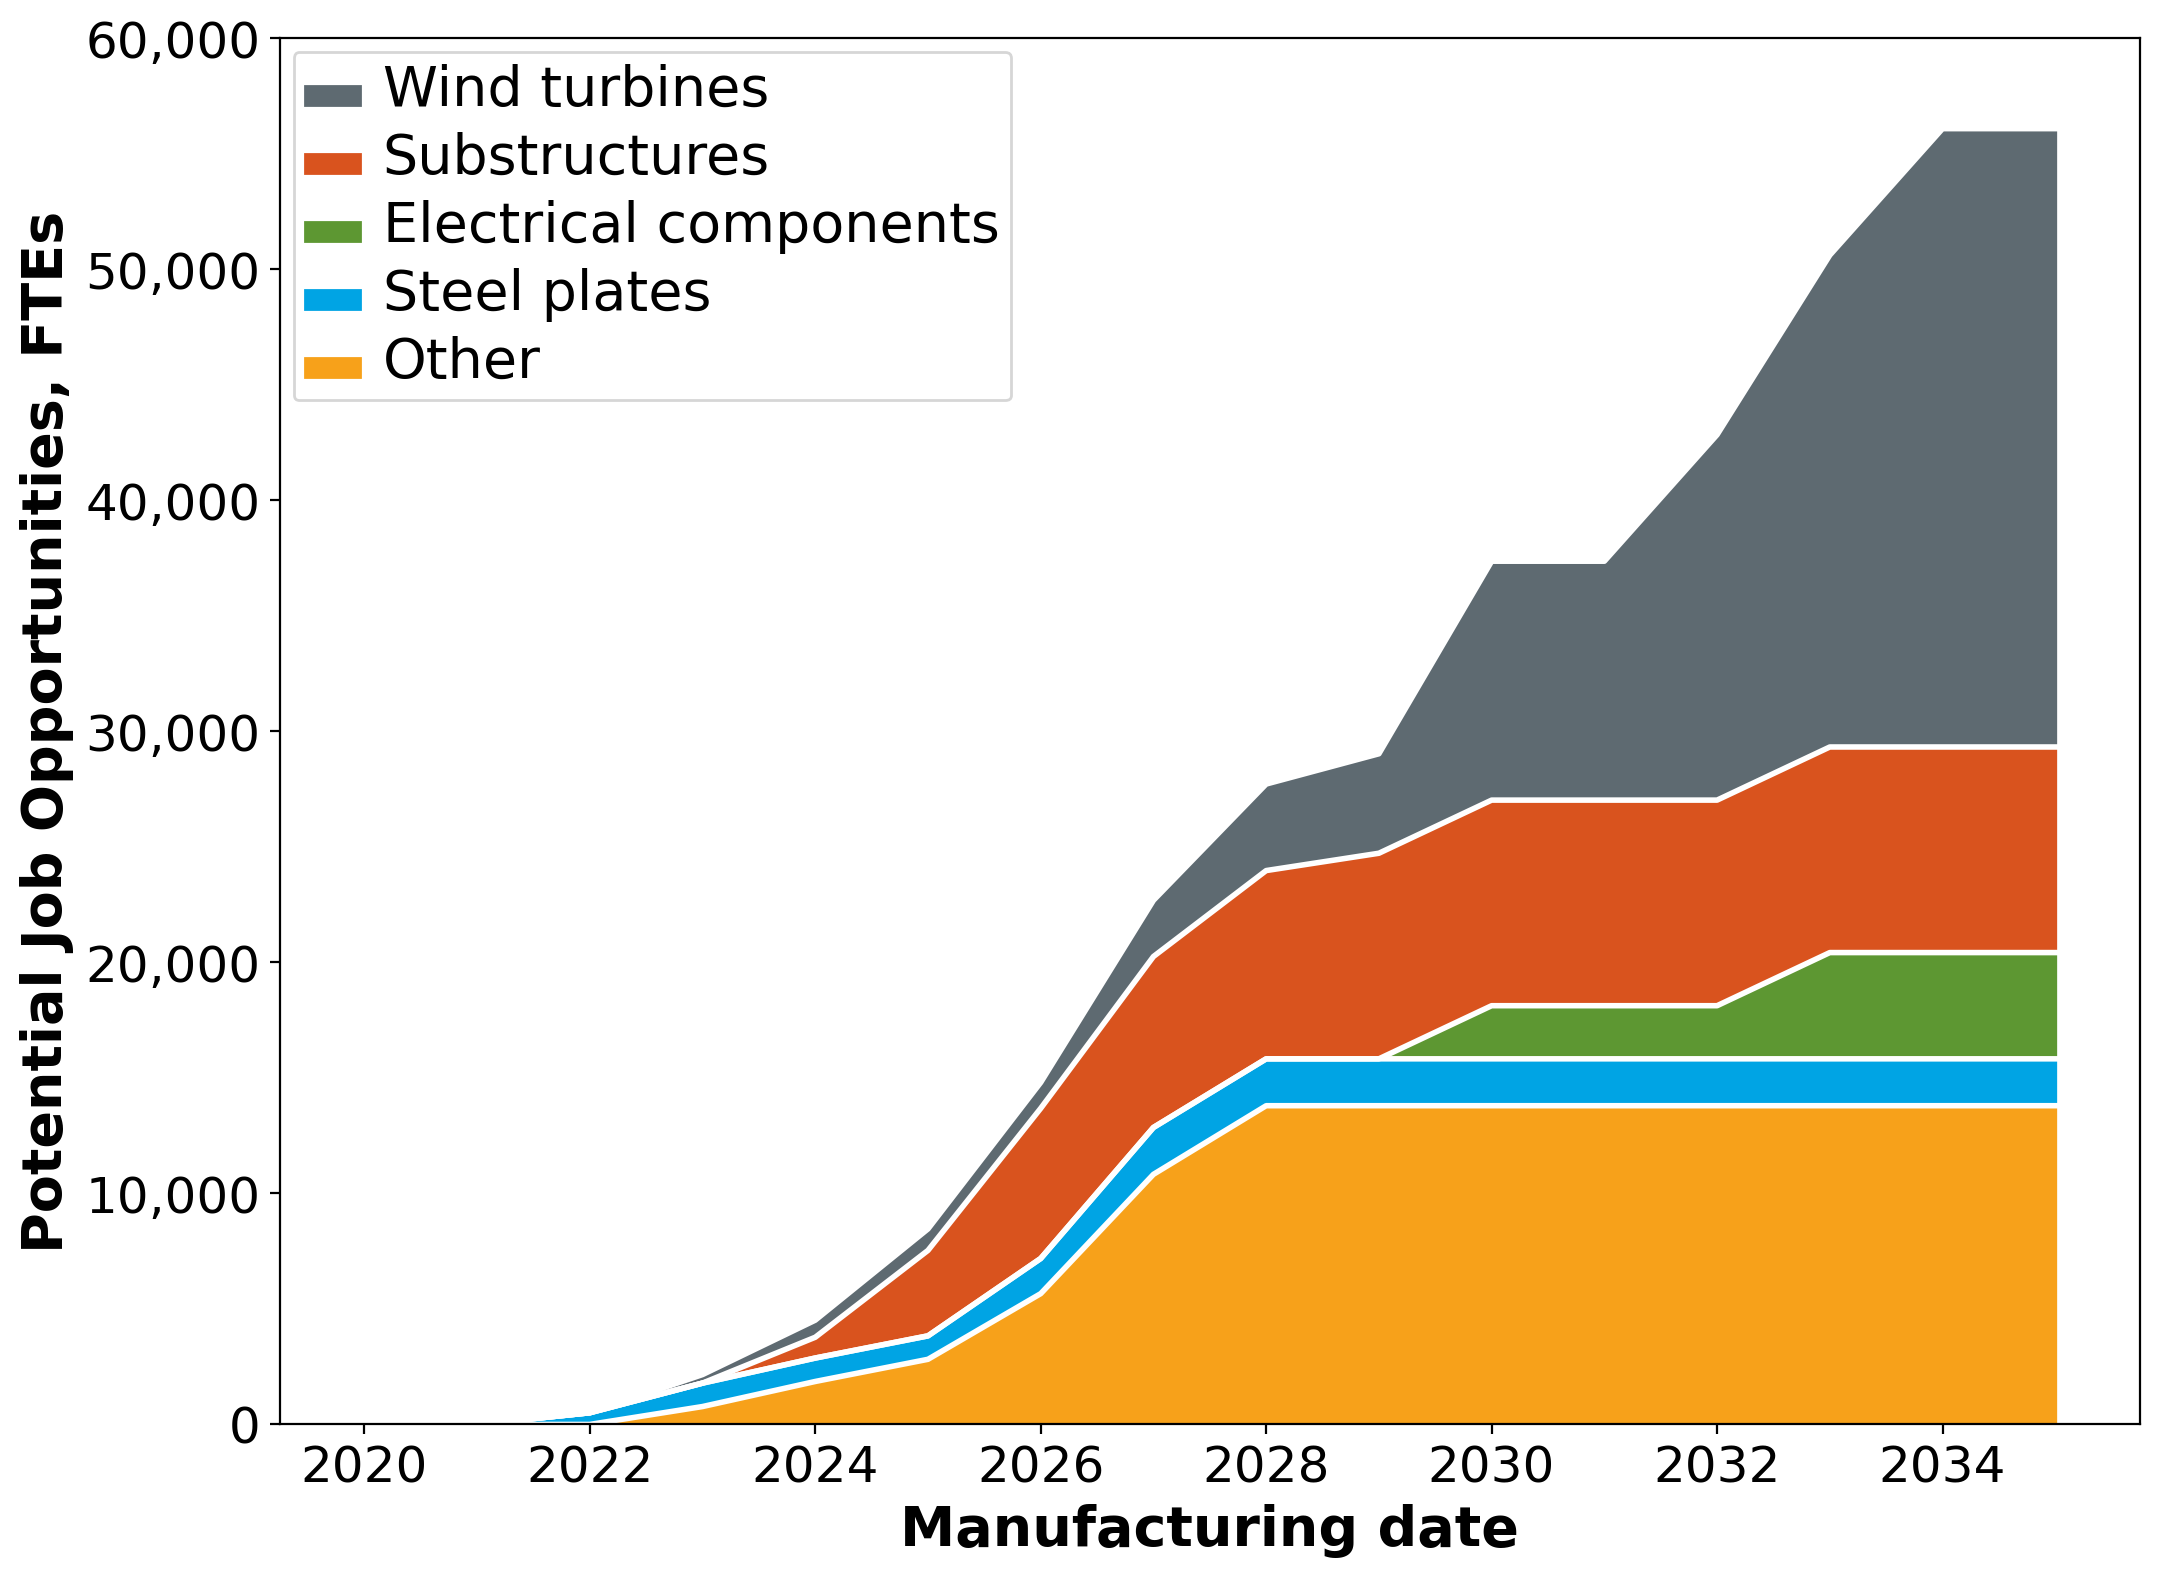 60,000
50,000
40,000
30,000
20,000
10,000
0
Potential Job Opportunities, FTEs
Wind turbines
Substructures
Electrical components
Steel plates
Other
2020 2022 2024 2026 2028 2030 2032 2034
Manufacturing date